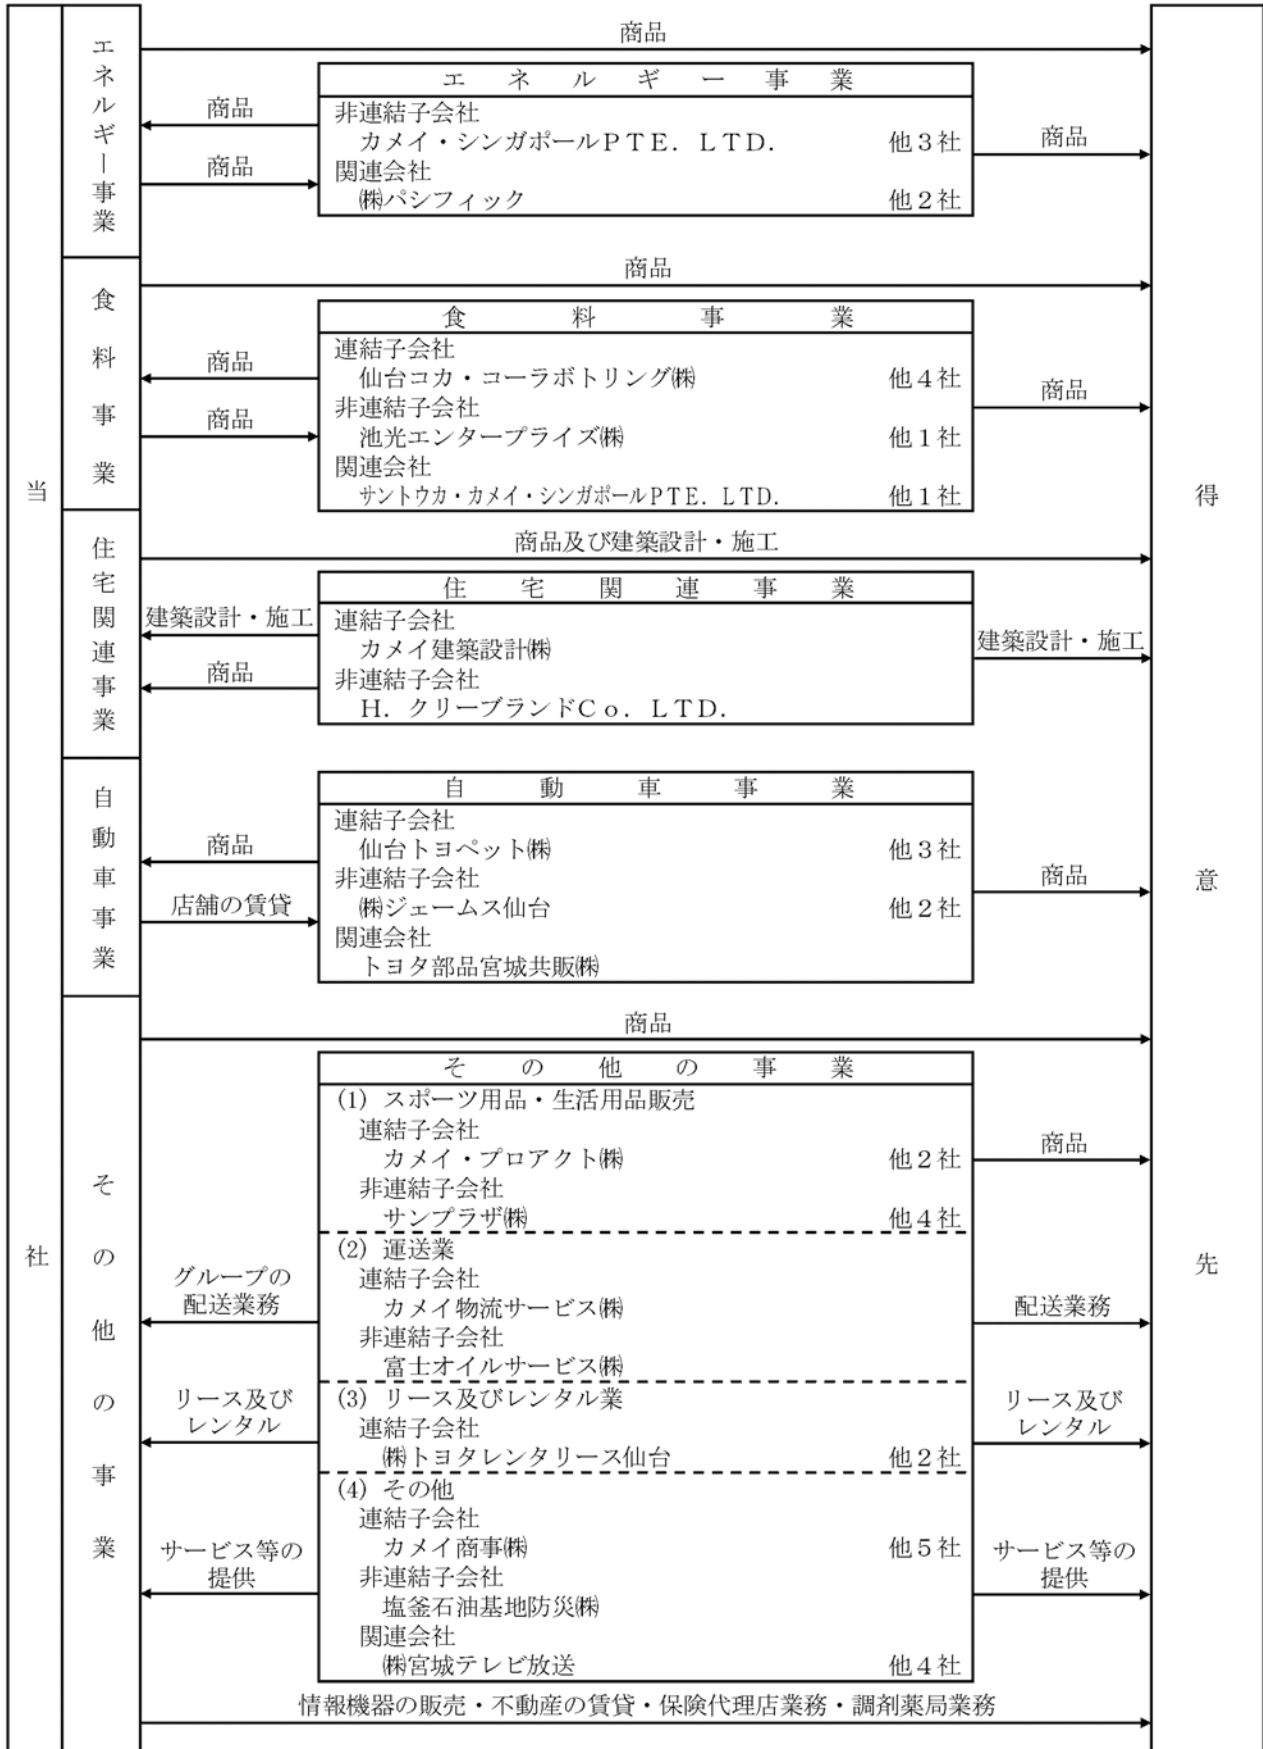 当社
得意先
エネルギー事業
商品
エネルギー事業
商品
商品
非連結子会社
カメイ・シンガポールPTE. LTD. 他3社
関連会社
㈱パシフィック 他2社
商品
食料事業
商品
食料事業
商品
商品
連結子会社
仙台コカ・コーラボトリング㈱ 他4社
非連結子会社
池光エンタープライズ㈱ 他1社
関連会社
サントウカ・カメイ・シンガポールPTE. LTD. 他1社
商品
住宅関連事業
商品及び建築設計・施工
住宅関連事業
建築設計・施工
商品
連結子会社
カメイ建築設計㈱
非連結子会社
H. クリーブランドCo. LTD.
建築設計・施工
自動車事業
自動車事業
商品
店舗の賃貸
連結子会社
仙台トヨペット㈱ 他3社
非連結子会社
㈱ジェームス仙台 他2社
関連会社
トヨタ部品宮城共販㈱
商品
その他の事業
商品
その他の事業
(1) スポーツ用品・生活用品販売
連結子会社
カメイ・プロアクト㈱ 他2社
非連結子会社
サンプラザ㈱ 他4社
商品
グループの
配送業務
(2) 運送業
連結子会社
カメイ物流サービス㈱
非連結子会社
富士オイルサービス㈱
配送業務
リース及び
レンタル
(3) リース及びレンタル業
連結子会社
㈱トヨタレンタリース仙台 他2社
リース及び
レンタル
サービス等の
提供
(4) その他
連結子会社
カメイ商事㈱ 他5社
非連結子会社
塩釜石油基地防災㈱
関連会社
㈱宮城テレビ放送 他4社
サービス等の
提供
情報機器の販売・不動産の賃貸・保険代理店業務・調剤薬局業務